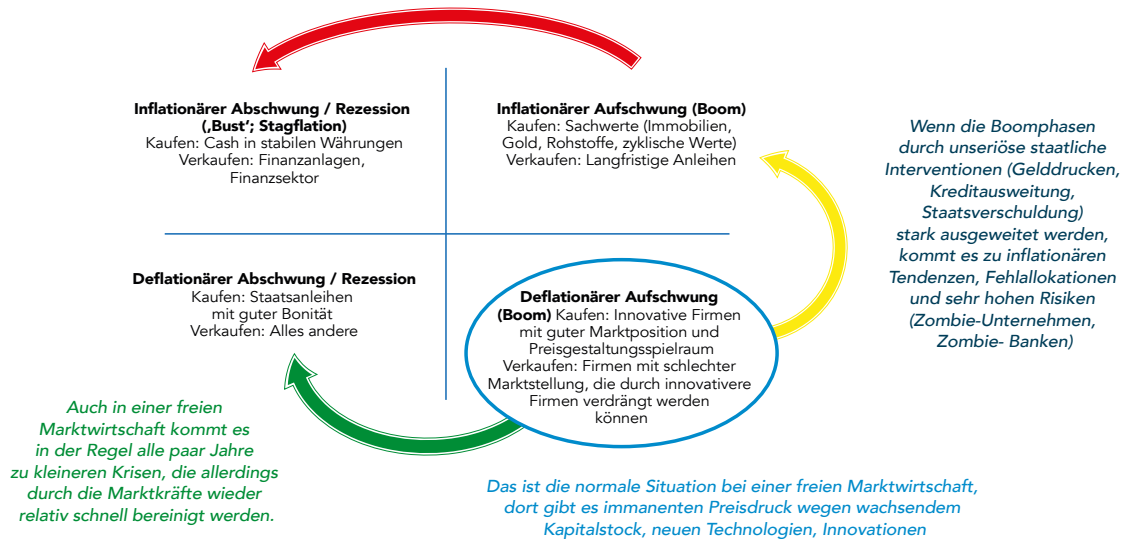 Inflationärer Abschwung / Rezession
(‚Bust'; Stagflation)
Kaufen: Cash in stabilen Währungen
Verkaufen: Finanzanlagen,
Finanzsektor
Inflationärer Aufschwung (Boom)
Kaufen: Sachwerte (Immobilien,
Gold, Rohstoffe, zyklische Werte)
Verkaufen: Langfristige Anleihen
Wenn die Boomphasen
durch unseriöse staatliche
Interventionen (Gelddrucken,
Kreditausweitung,
Staatsverschuldung)
stark ausgeweitet werden,
kommt es zu inflationären
Tendenzen, Fehlallokationen
und sehr hohen Risiken
(Zombie-Unternehmen,
Zombie- Banken)
Deflationärer Abschwung / Rezession
Kaufen: Staatsanleihen
mit guter Bonität
Verkaufen: Alles andere
Deflationärer Aufschwung
(Boom) Kaufen: Innovative Firmen
mit guter Marktposition und
Preisgestaltungsspielraum
Verkaufen: Firmen mit schlechter
Marktstellung, die durch innovativere
Firmen verdrängt werden
können
Auch in einer freien
Marktwirtschaft kommt es
in der Regel alle paar Jahre
zu kleineren Krisen, die allerdings
durch die Marktkräfte wieder
relativ schnell bereinigt werden.
Das ist die normale Situation bei einer freien Marktwirtschaft,
dort gibt es immanenten Preisdruck wegen wachsendem
Kapitalstock, neuen Technologien, Innovationen